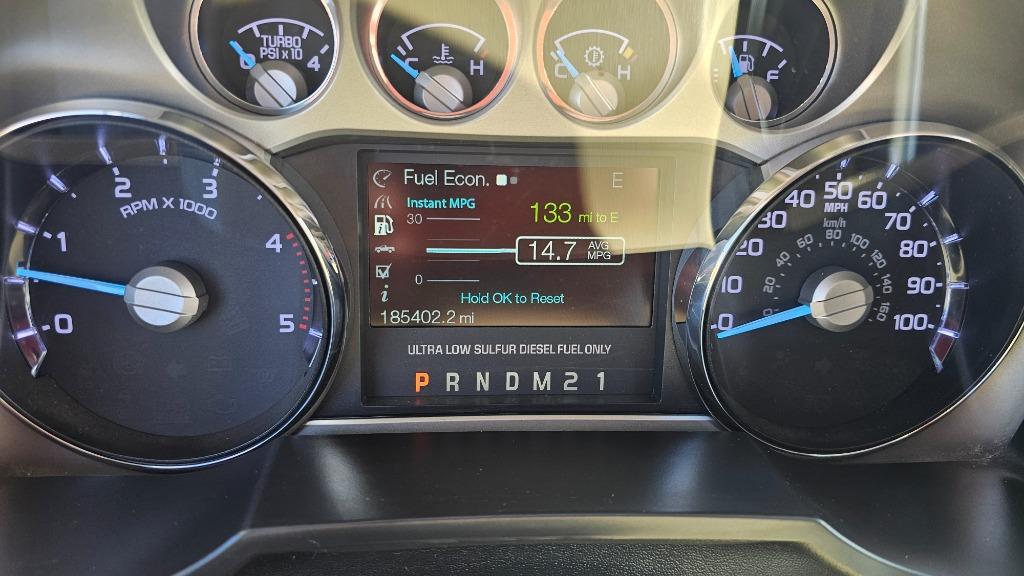 TURBO
PSI x 10
0 4
C H
C H
F
RPM X 1000
0 1 2 3 4 5
Fuel Econ.
E
Instant MPG
30
133 mi to E
14.7 AVG MPG
0
Hold OK to Reset
185402.2 mi
ULTRA LOW SULFUR DIESEL FUEL ONLY
P R N D M 2 1
MPH
km/h
0 10 20 30 40 50 60 70 80 90 100
0 20 40 60 80 100 120 140 160